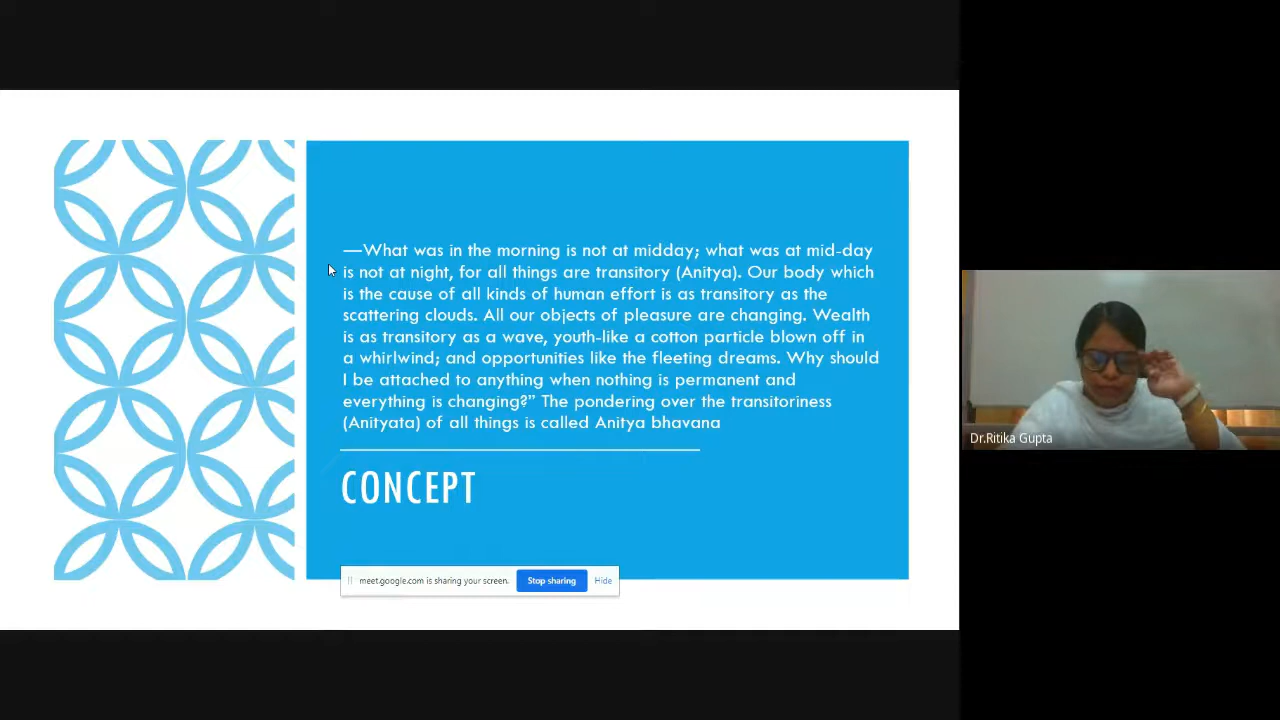 —What was in the morning is not at midday; what was at mid-day
is not at night, for all things are transitory (Anitya). Our body which
is the cause of all kinds of human effort is as transitory as the
scattering clouds. All our objects of pleasure are changing. Wealth
is as transitory as a wave, youth-like a cotton particle blown off in
a whirlwind; and opportunities like the fleeting dreams. Why should
I be attached to anything when nothing is permanent and
everything is changing?” The pondering over the transitoriness
(Anityata) of all things is called Anitya bhavana
CONCEPT
meet.google.com is sharing your screen. Stop sharing Hide
Dr.Ritika Gupta